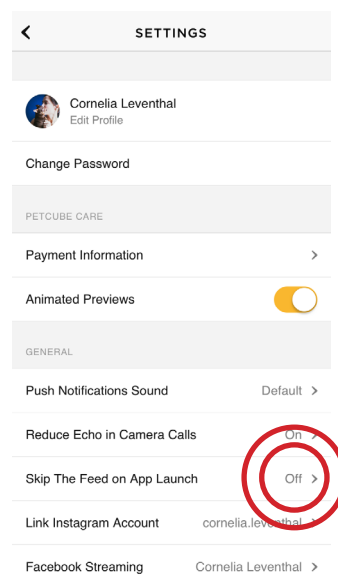 SETTINGS
Cornelia Leventhal
Edit Profile
Change Password
PETCUBE CARE
Payment Information
Animated Previews
GENERAL
Push Notifications Sound Default
Reduce Echo in Camera Calls On
Skip The Feed on App Launch Off
Link Instagram Account cornelia.leventhal
Facebook Streaming Cornelia Leventhal